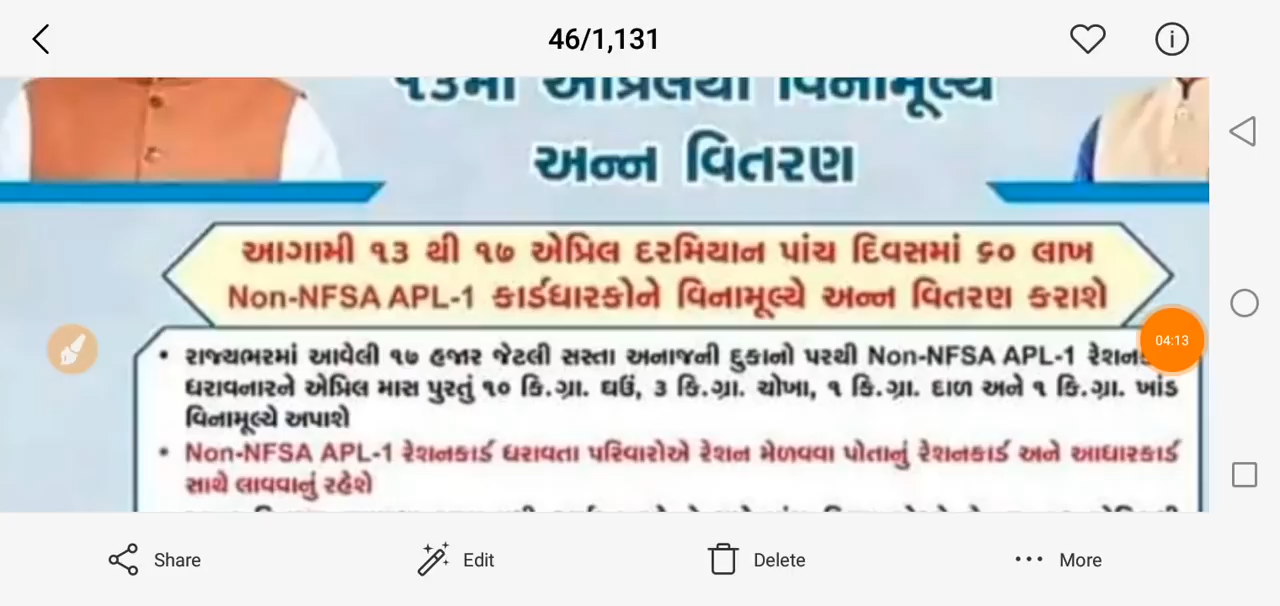 46/1,131
૧૩મી એપ્રિલથી વિનામૂલ્યે
અન્ન વિતરણ
આગામી ૧૩ થી ૧૭ એપ્રિલ દરમિયાન પાંચ દિવસમાં ૬૦ લાખ
Non-NFSA APL-1 કાર્ડધારકોને વિનામૂલ્યે અન્ન વિતરણ કરાશે
• રાજ્યભરમાં આવેલી ૧૭ હજાર જેટલી સસ્તા અનાજની દુકાનો પરથી Non-NFSA APL-1
ધરાવનારને એપ્રિલ માસ પુરતું ૧૦ કિ.ગ્રા. ઘઉં, ૩ કિ.ગ્રા. ચોખા, ૧ કિ.ગ્રા. દાળ અને ૧ કિ.ગ્રા. ખાંડ
વિનામૂલ્યે અપાશે
• Non-NFSA APL-1 રેશનકાર્ડ ધરાવતા પરિવારોએ રેશન મેળવવા પોતાનું રેશનકાર્ડ અને આધારકાર્ડ
સાથે લાવવાનું રહેશે
04:13
Share Edit Delete More